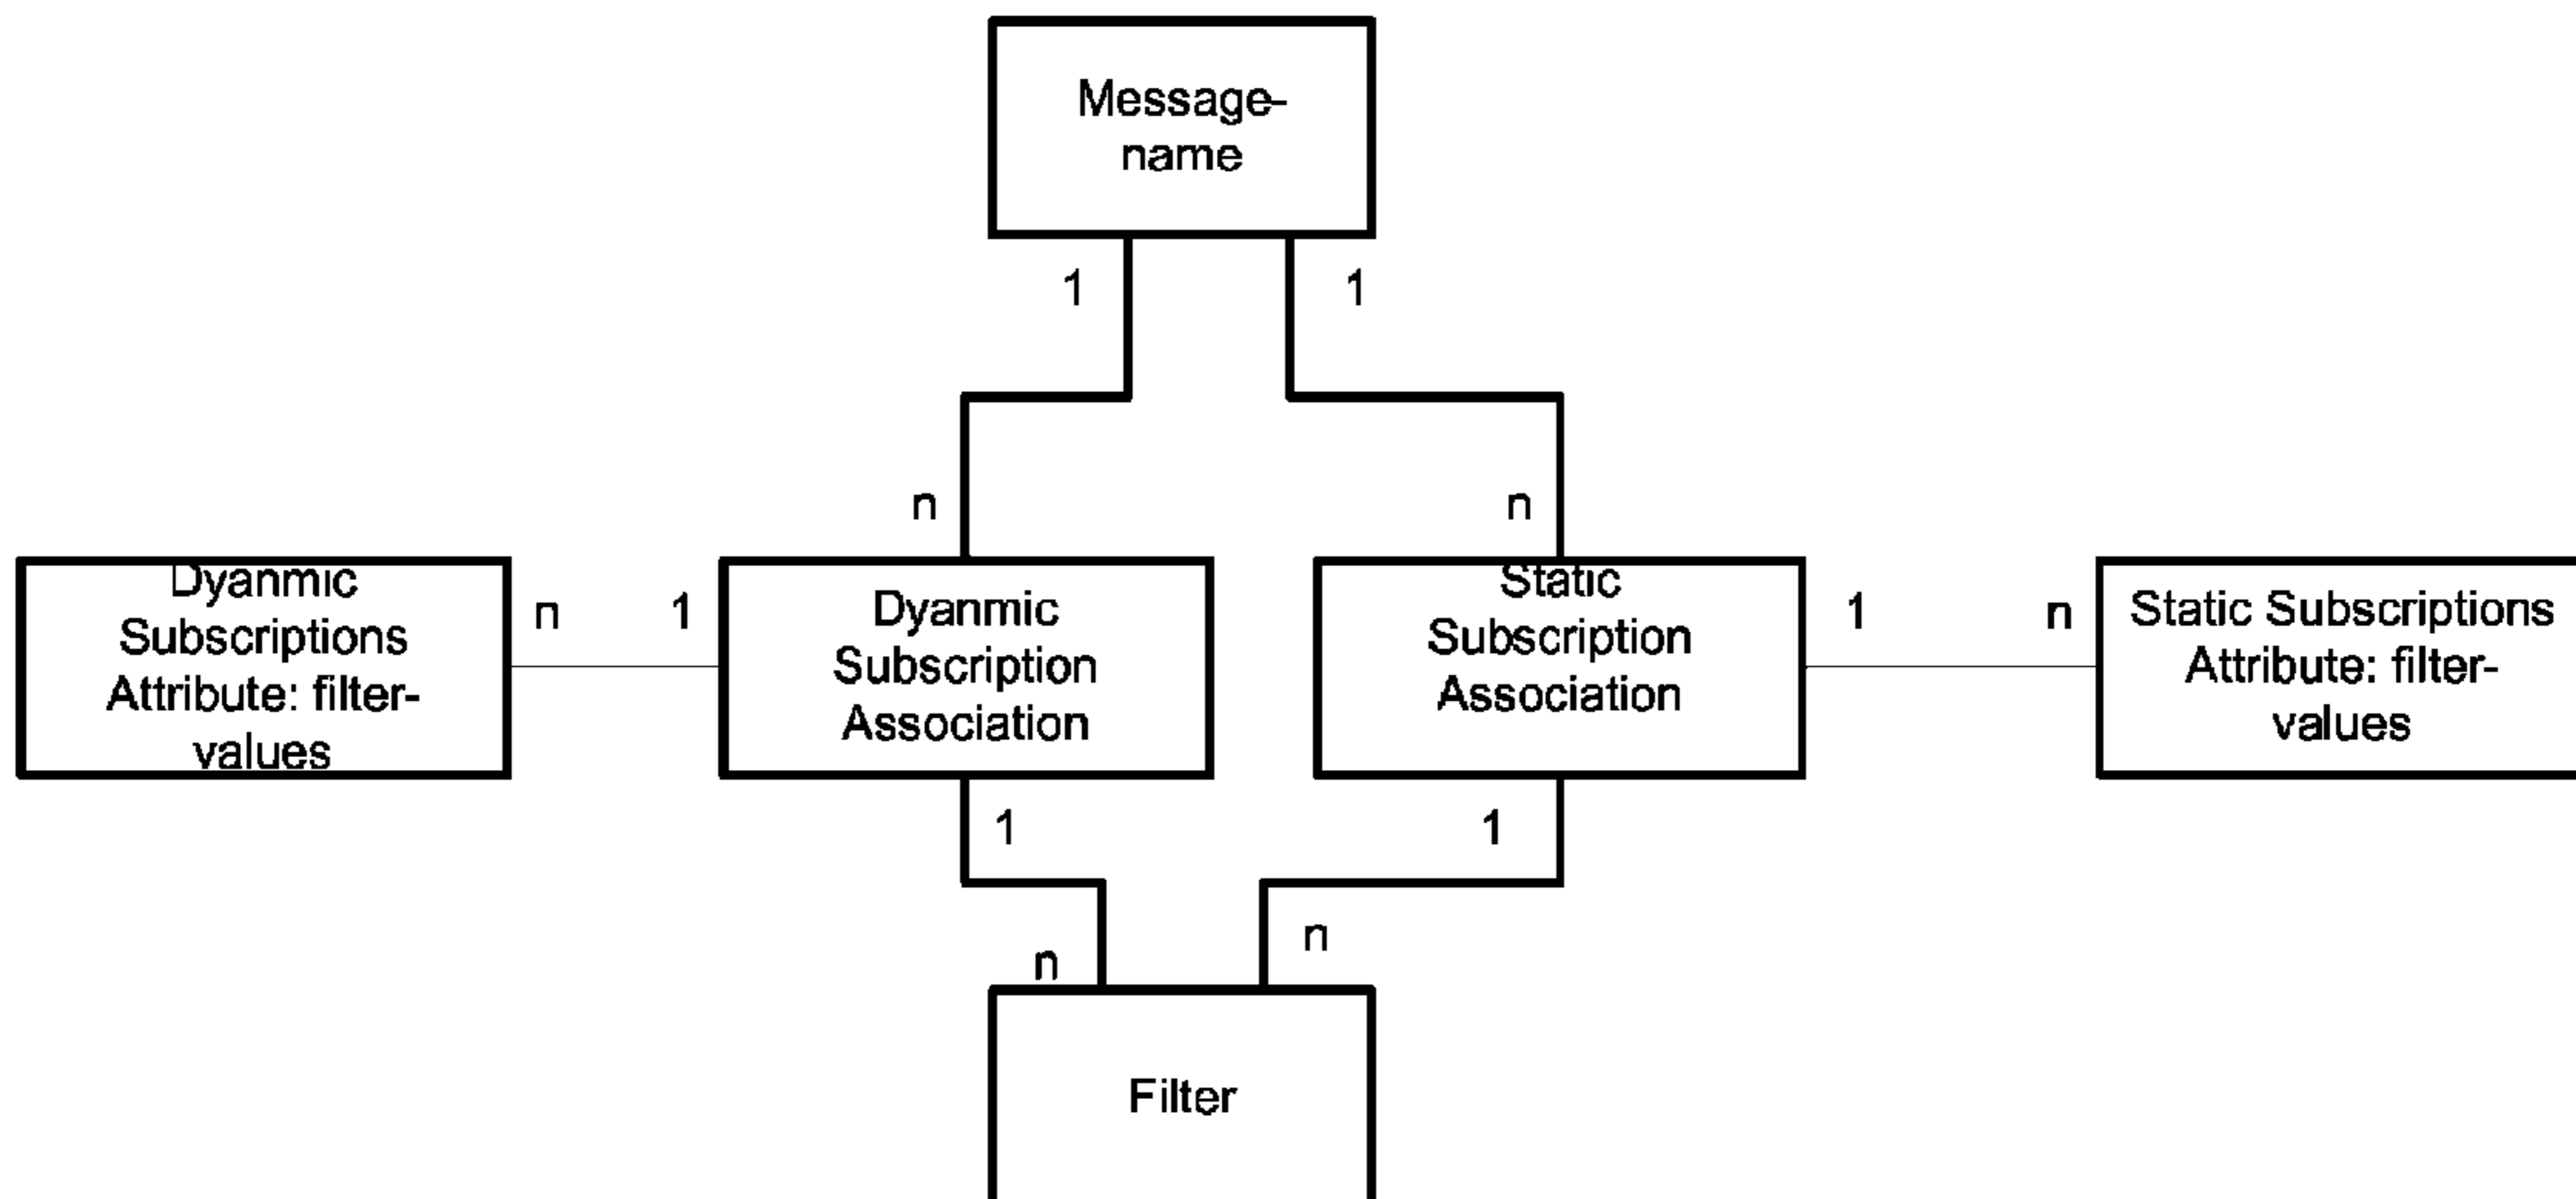 Message-
name
1
1
n
n
Dyanmic
Subscriptions
Attribute: filter-
values
n
1
Dyanmic
Subscription
Association
Static
Subscription
Association
1
n
Static Subscriptions
Attribute: filter-
values
1
1
n
n
Filter